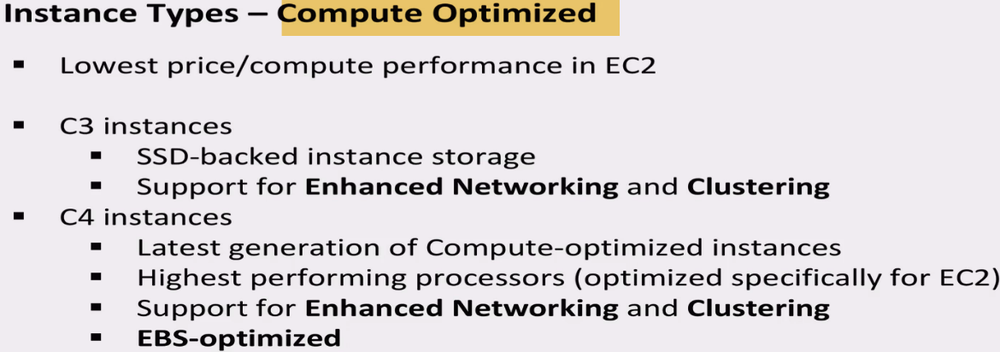 Instance Types – Compute Optimized
▪ Lowest price/compute performance in EC2
▪ C3 instances
▪ SSD-backed instance storage
▪ Support for Enhanced Networking and Clustering
▪ C4 instances
▪ Latest generation of Compute-optimized instances
▪ Highest performing processors (optimized specifically for EC2)
▪ Support for Enhanced Networking and Clustering
▪ EBS-optimized